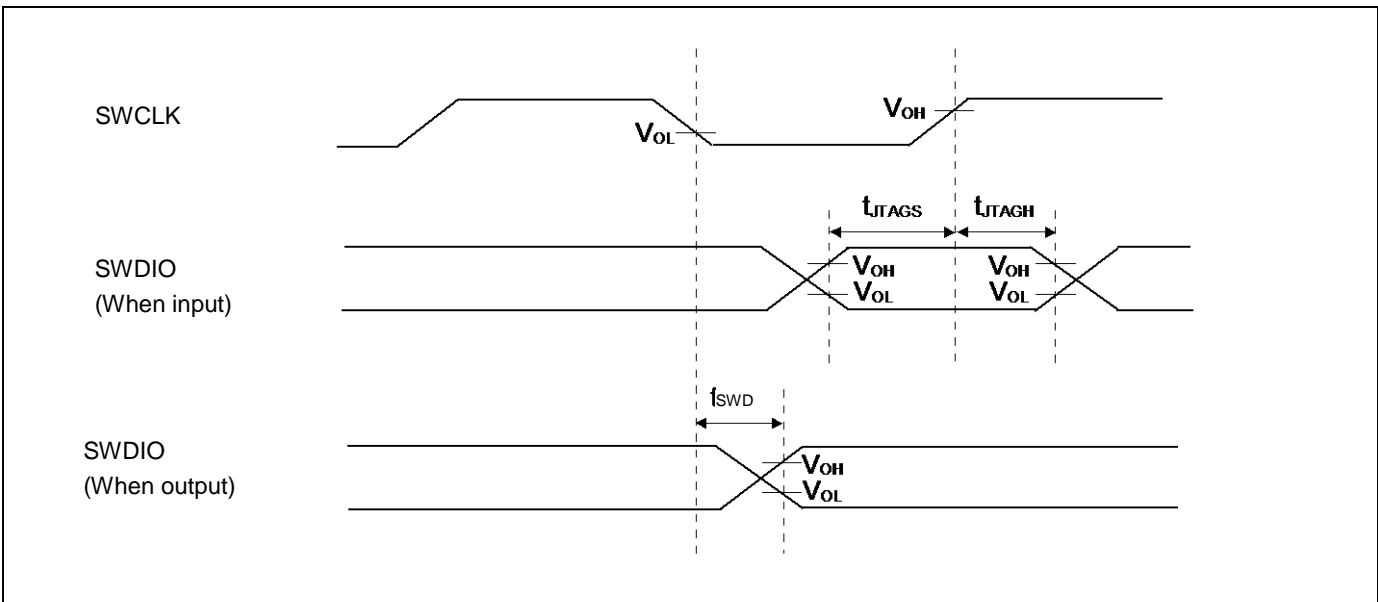 SWCLK
VOL
VOH
tJTAGS
tJTAGH
SWDIO
(When input)
VOH
VOL
VOH
VOL
tSWD
SWDIO
(When output)
VOH
VOL